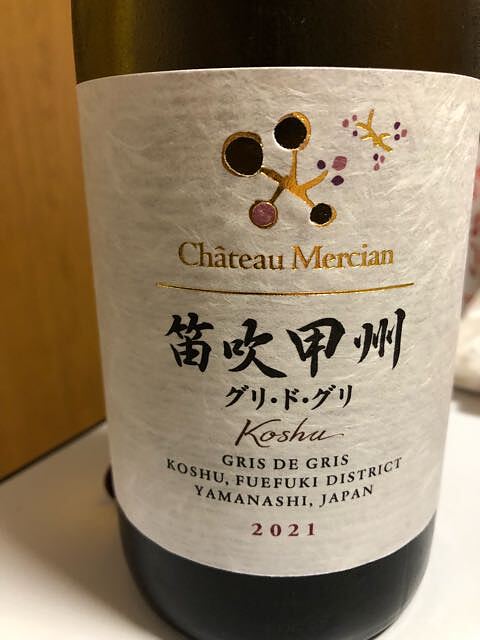 Château Mercian
笛吹甲州
グリ・ド・グリ
Koshu
GRIS DE GRIS
KOSHU, FUEFUKI DISTRICT
YAMANASHI, JAPAN
2021